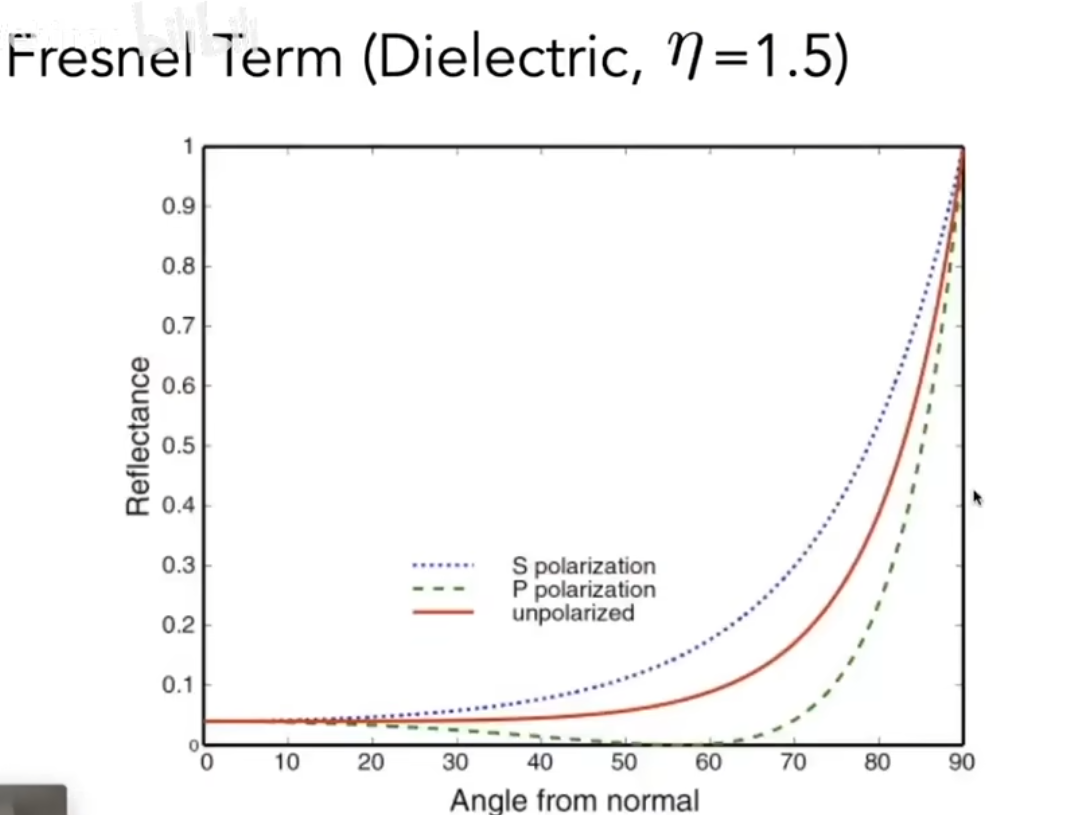 bilibili
Fresnel Term (Dielectric, η=1.5)
1
0.9
0.8
0.7
0.6
0.5
0.4
0.3
0.2
0.1
0
Reflectance
S polarization
P polarization
unpolarized
0 10 20 30 40 50 60 70 80 90
Angle from normal